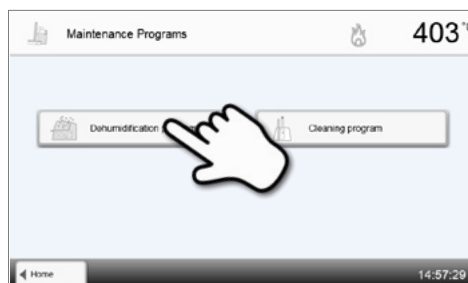 Maintenance Programs
403 °C
Dehumidification
Cleaning program
Home
14:57:29